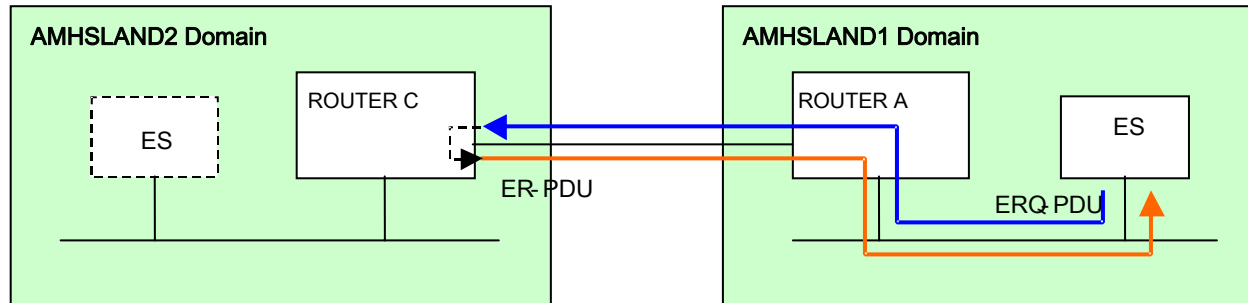 AMHSLAND2 Domain
AMHSLAND1 Domain
ROUTER C
ROUTER A
ES
ES
ER-PDU
ERQ-PDU